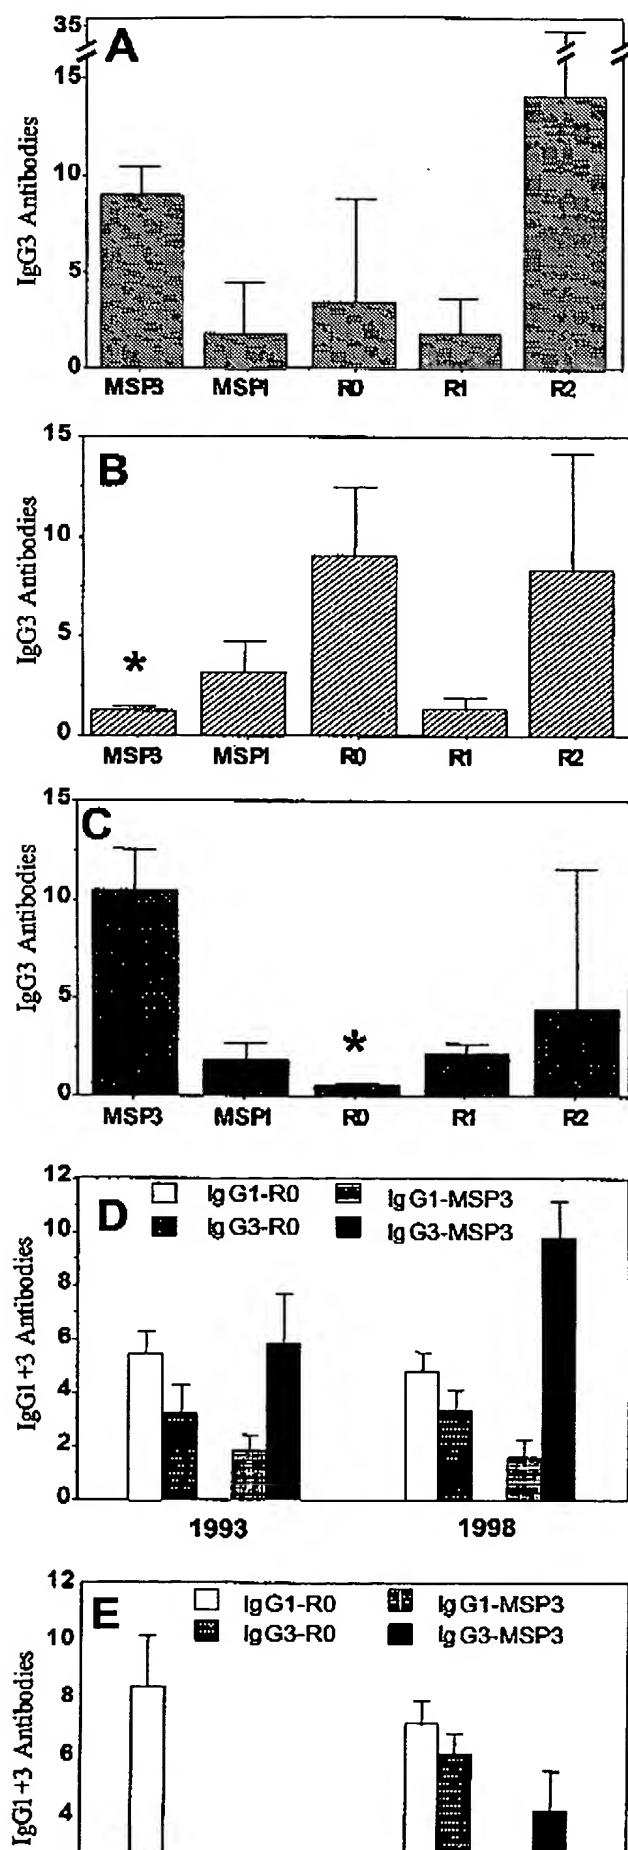 A
35
15
10
5
0
IgG3 Antibodies
MSP3 MSP1 R0 R1 R2
B
15
10
5
0
IgG3 Antibodies
*
MSP3 MSP1 R0 R1 R2
C
15
10
5
0
IgG3 Antibodies
*
MSP3 MSP1 R0 R1 R2
D
12
10
8
6
4
2
0
IgG1+3 Antibodies
IgG1-R0 IgG1-MSP3
IgG3-R0 IgG3-MSP3
1993 1998
E
12
10
8
6
4
IgG1+3 Antibodies
IgG1-R0 IgG1-MSP3
IgG3-R0 IgG3-MSP3